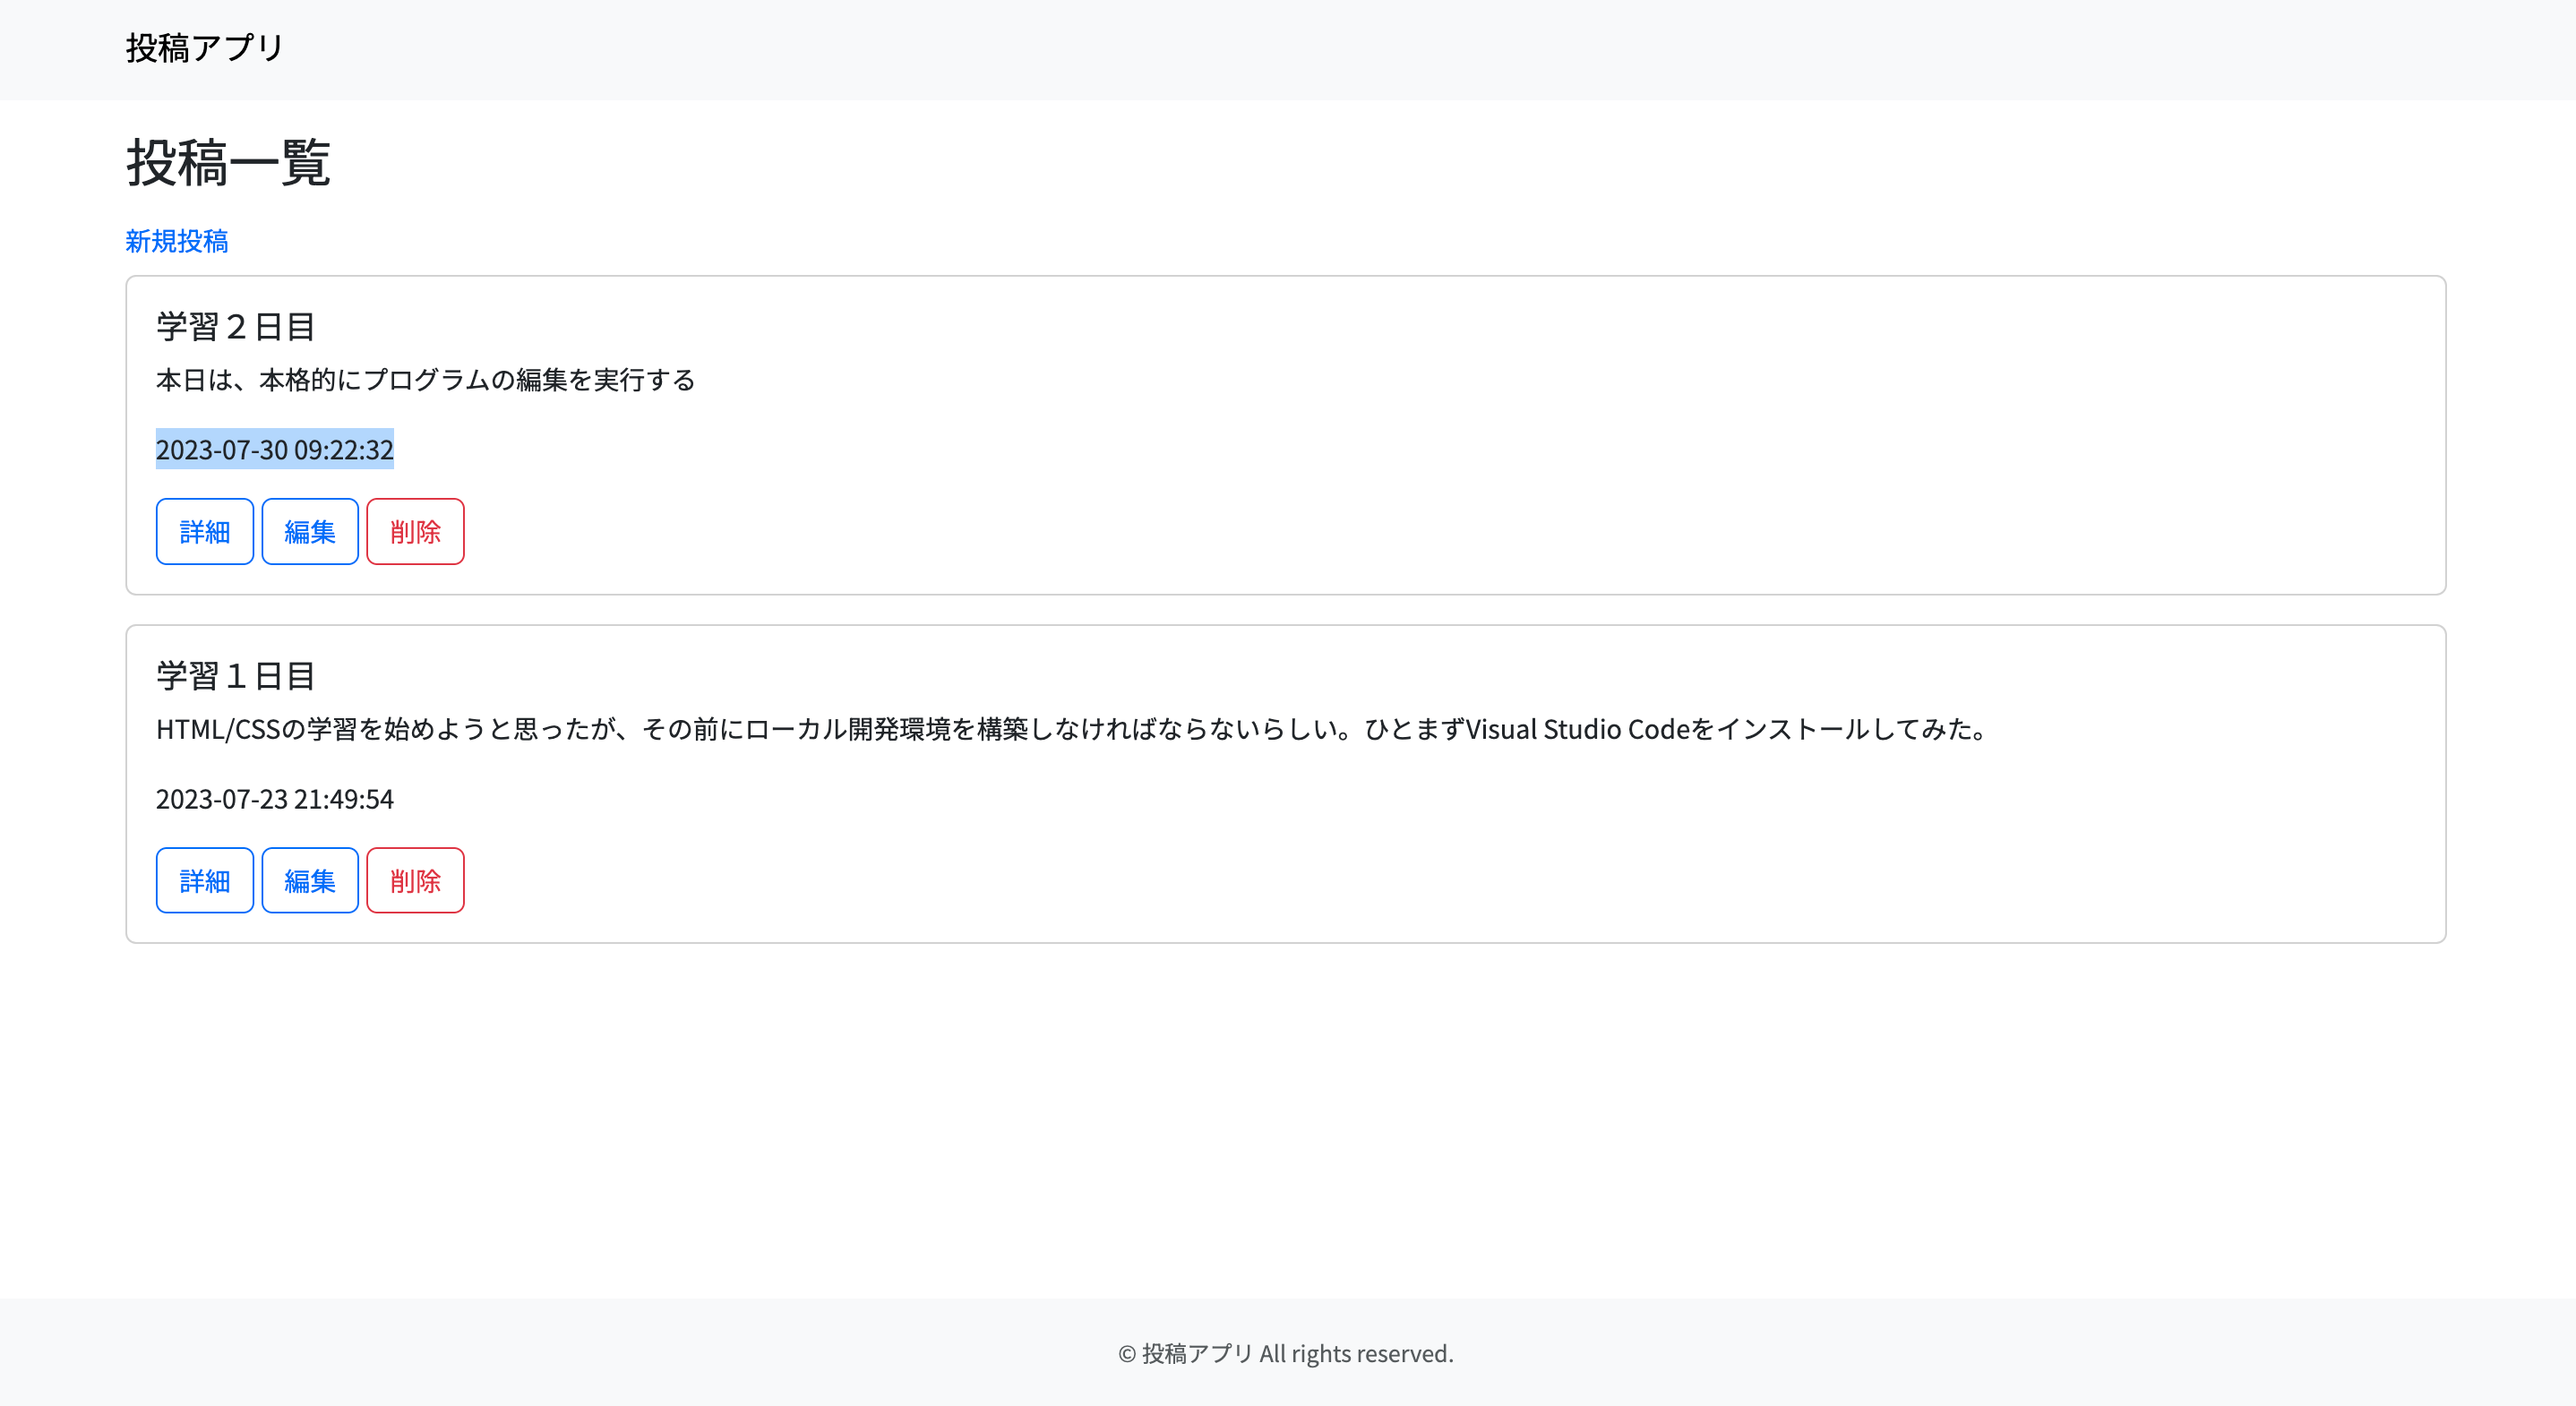 投稿アプリ
投稿一覧
新規投稿
学習２日目
本日は、本格的にプログラムの編集を実行する
2023-07-30 09:22:32
詳細 編集 削除
学習１日目
HTML/CSSの学習を始めようと思ったが、その前にローカル開発環境を構築しなければならないらしい。ひとまずVisual Studio Codeをインストールしてみた。
2023-07-23 21:49:54
詳細 編集 削除
© 投稿アプリ All rights reserved.